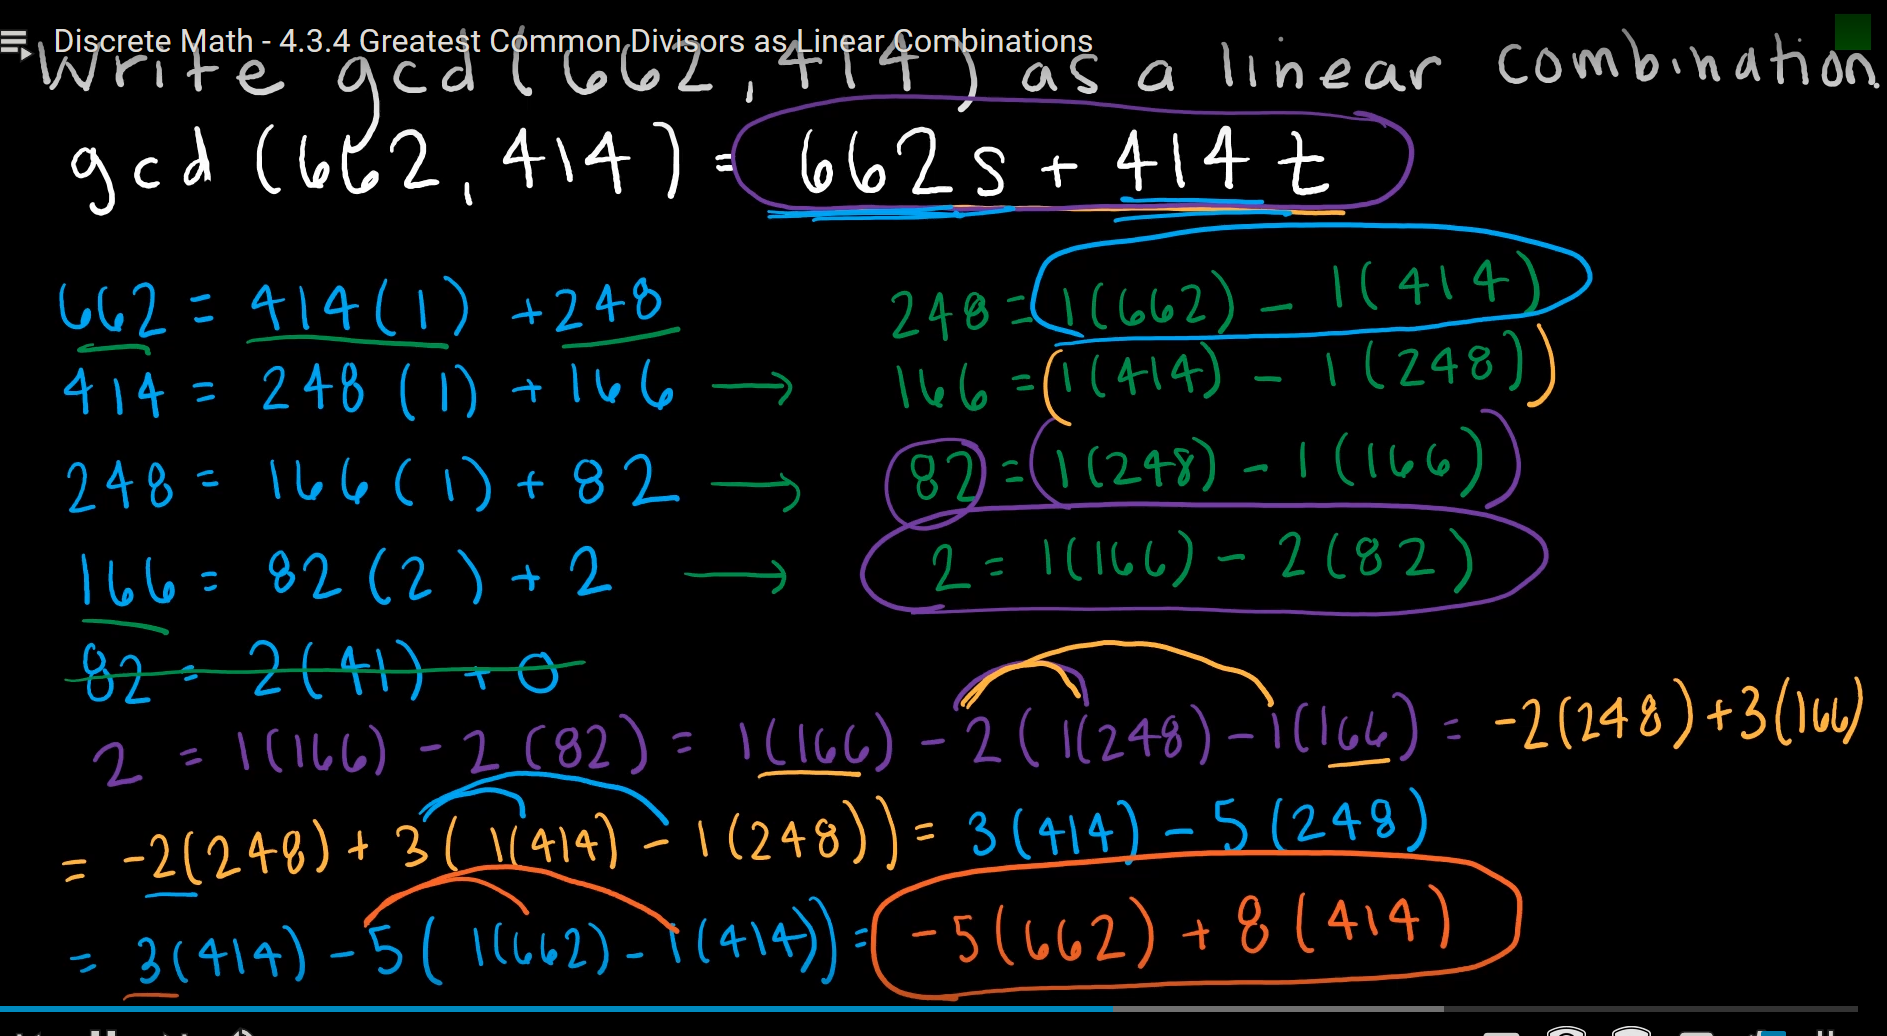 Discrete Math - 4.3.4 Greatest Common Divisors as Linear Combinations
Write gcd (662, 414) as a linear combination.
gcd (662, 414) = 662s + 414t
662 = 414(1) + 248    248 = 1(662) - 1(414)
414 = 248 (1) + 166 → 166 = (1(414) - 1(248))
248 = 166(1) + 82 → 82 = (1(248) - 1(166))
166 = 82 (2) + 2 → 2 = 1(166) - 2(82)
82 = 2(41) + 0
2 = 1(166) - 2(82) = 1(166) - 2(1(248) - 1(166)) = -2(248) + 3(166)
= -2(248) + 3(1(414) - 1(248)) = 3(414) - 5(248)
= 3(414) - 5(1(662) - 1(414)) = -5(662) + 8(414)